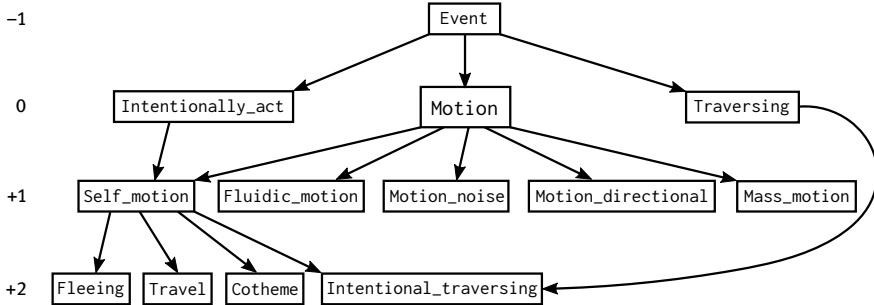 −1 Event
0 Intentionally_act Motion Traversing
+1 Self_motion Fluidic_motion Motion_noise Motion_directional Mass_motion
+2 Fleeing Travel Cotheme Intentional_traversing